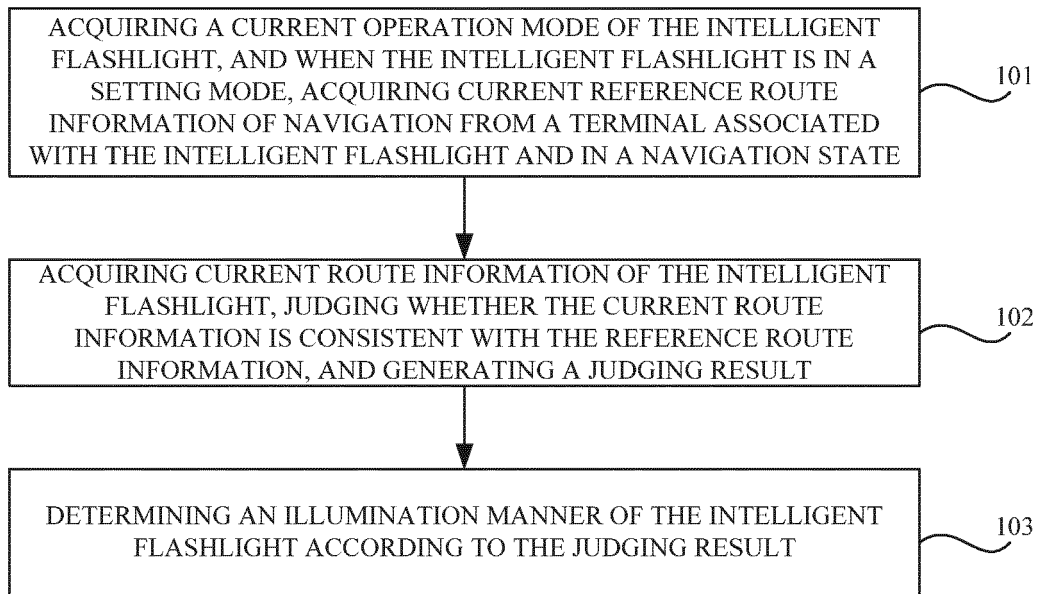 ACQUIRING A CURRENT OPERATION MODE OF THE INTELLIGENT
FLASHLIGHT, AND WHEN THE INTELLIGENT FLASHLIGHT IS IN A
SETTING MODE, ACQUIRING CURRENT REFERENCE ROUTE
INFORMATION OF NAVIGATION FROM A TERMINAL ASSOCIATED
WITH THE INTELLIGENT FLASHLIGHT AND IN A NAVIGATION STATE
101
ACQUIRING CURRENT ROUTE INFORMATION OF THE INTELLIGENT
FLASHLIGHT, JUDGING WHETHER THE CURRENT ROUTE
INFORMATION IS CONSISTENT WITH THE REFERENCE ROUTE
INFORMATION, AND GENERATING A JUDGING RESULT
102
DETERMINING AN ILLUMINATION MANNER OF THE INTELLIGENT
FLASHLIGHT ACCORDING TO THE JUDGING RESULT
103